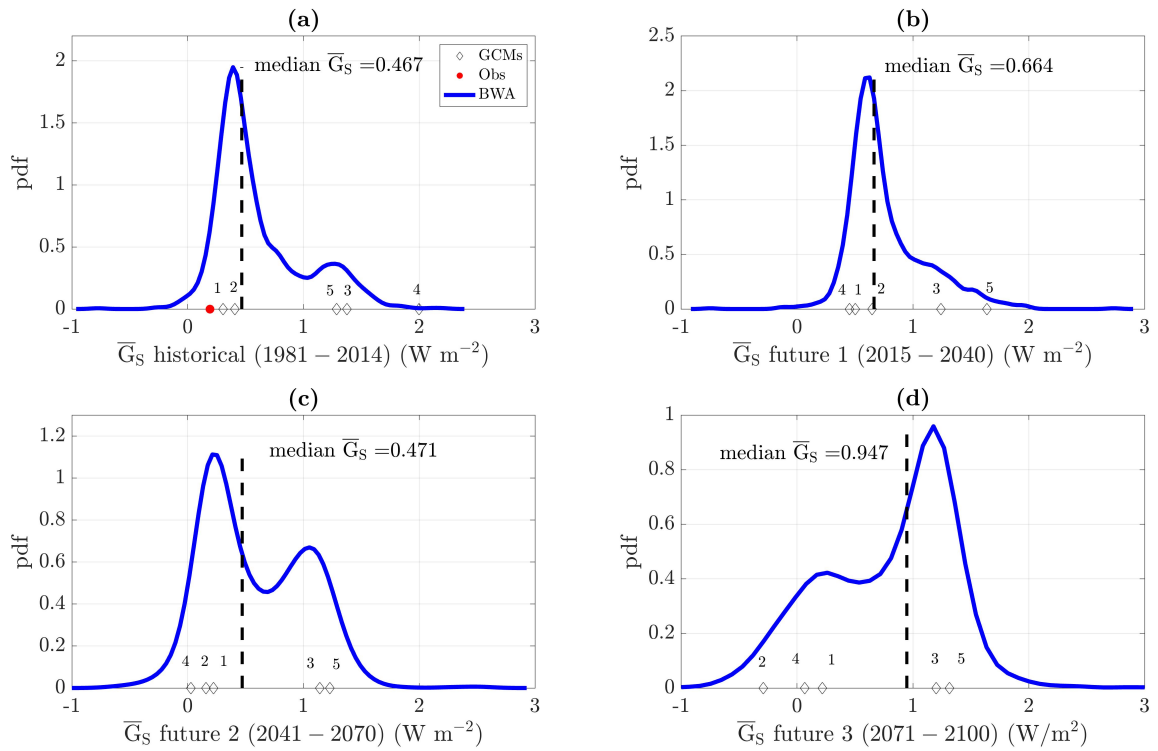 (a)
median G̅S =0.467
GCMs
Obs
BWA
pdf
2
1.5
1
0.5
0
1 2 5 3 4
-1 0 1 2 3
G̅S historical (1981 − 2014) (W m−2)
(b)
median G̅S =0.664
pdf
2.5
2
1.5
1
0.5
0
4 1 2 3 5
-1 0 1 2 3
G̅S future 1 (2015 − 2040) (W m−2)
(c)
median G̅S =0.471
pdf
1.2
1
0.8
0.6
0.4
0.2
0
4 2 1 3 5
-1 0 1 2 3
G̅S future 2 (2041 − 2070) (W m−2)
(d)
median G̅S =0.947
pdf
1
0.8
0.6
0.4
0.2
0
2 4 1 3 5
-1 0 1 2 3
G̅S future 3 (2071 − 2100) (W/m2)